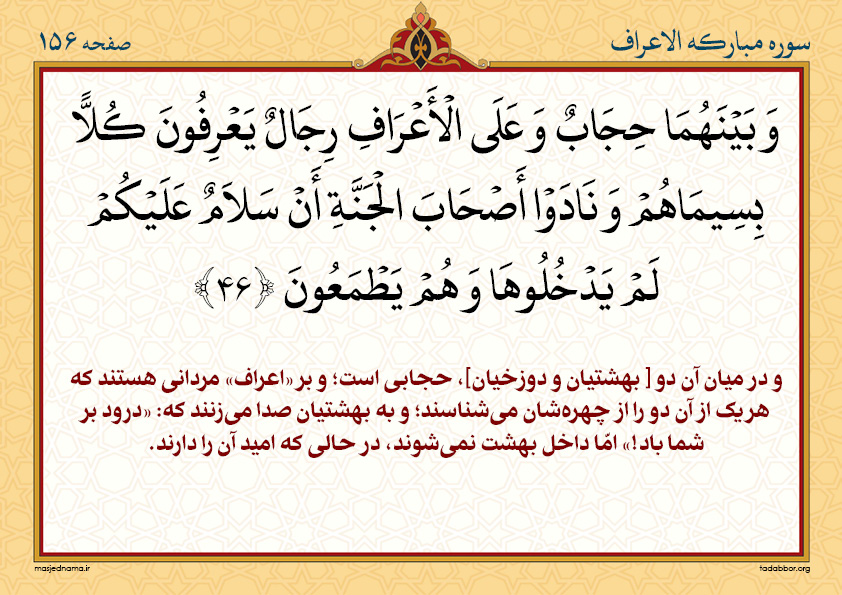 سوره مبارکه الاعراف
صفحه ۱۵۶
وَ بَيْنَهُمَا حِجَابٌ وَ عَلَى الْأَعْرَافِ رِجَالٌ يَعْرِفُونَ كُلاًّ
بِسِيمَاهُمْ وَ نَادَوْا أَصْحَابَ الْجَنَّةِ أَنْ سَلاَمٌ عَلَيْكُمْ
لَمْ يَدْخُلُوهَا وَ هُمْ يَطْمَعُونَ ﴿۴۶﴾
و در میان آن دو [ بهشتیان و دوزخیان]، حجابی است؛ و بر «اعراف» مردانی هستند که
هریک از آن دو را از چهره‌شان می‌شناسند؛ و به بهشتیان صدا می‌زنند که: «درود بر
شما باد!» امّا داخل بهشت نمی‌شوند، در حالی که امید آن را دارند.
masjednama.ir
tadabbor.org